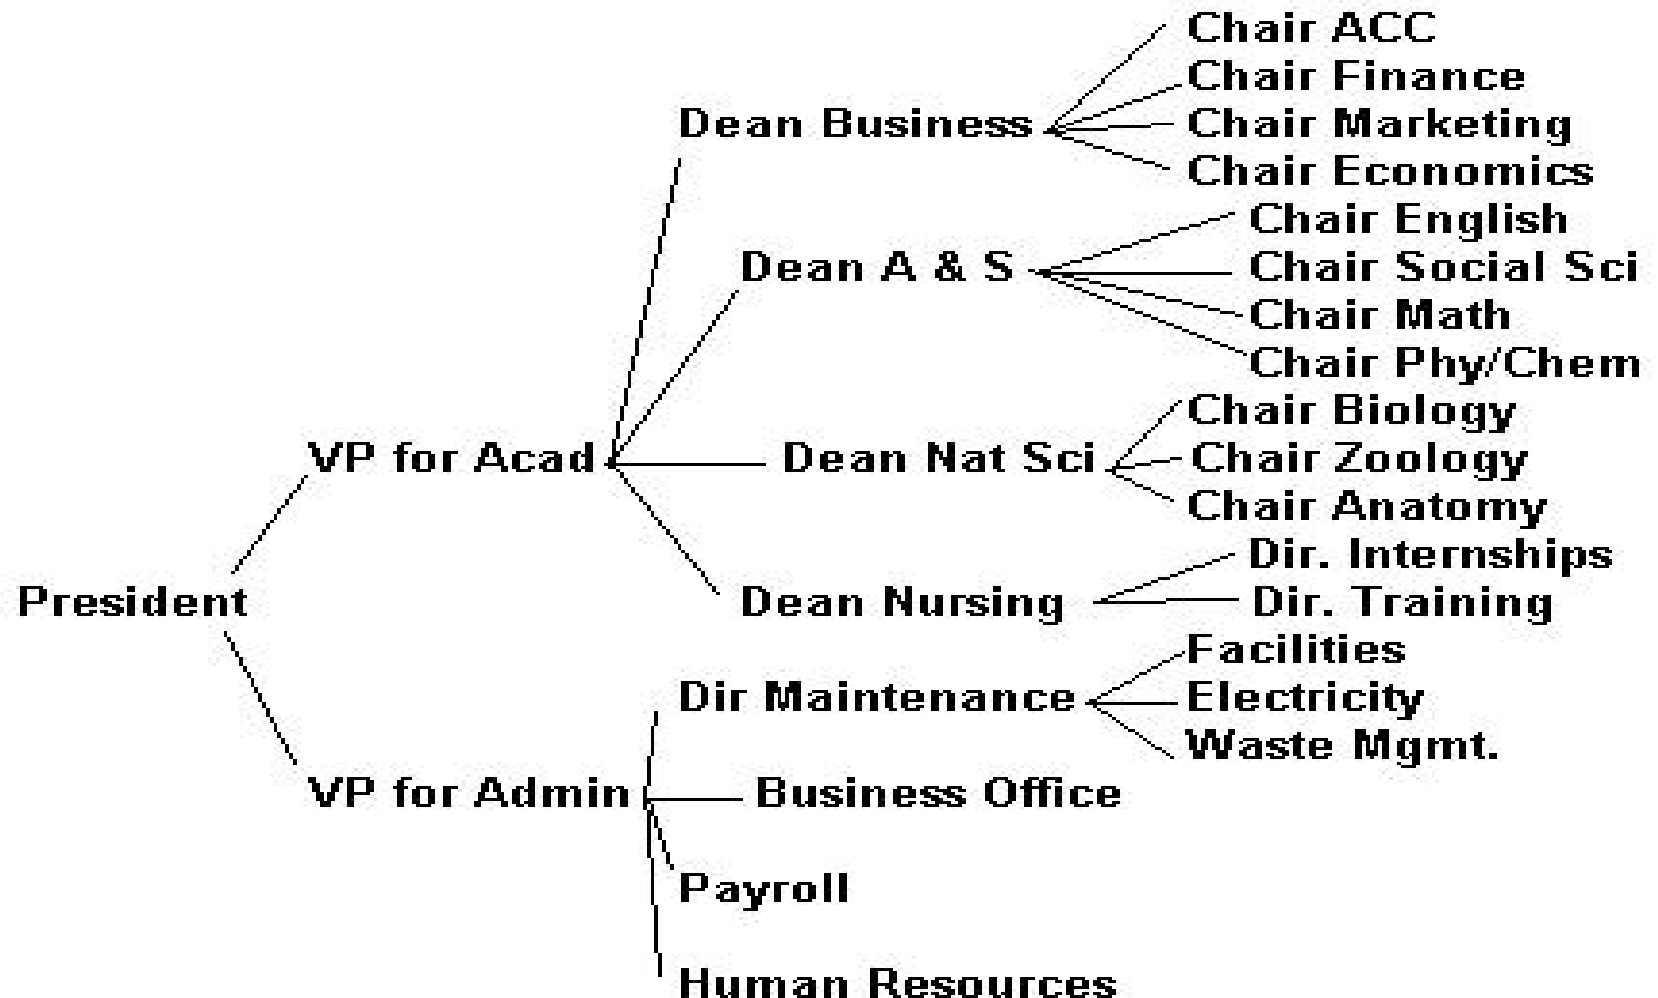 Chair ACC
Chair Finance
Dean Business
Chair Marketing
Chair Economics
Chair English
Dean A & S
Chair Social Sci
Chair Math
Chair Phy/Chem
Chair Biology
VP for Acad
Dean Nat Sci
Chair Zoology
Chair Anatomy
Dir. Internships
President
Dean Nursing
Dir. Training
Facilities
Dir Maintenance
Electricity
Waste Mgmt.
VP for Admin
Business Office
Payroll
Human Resources